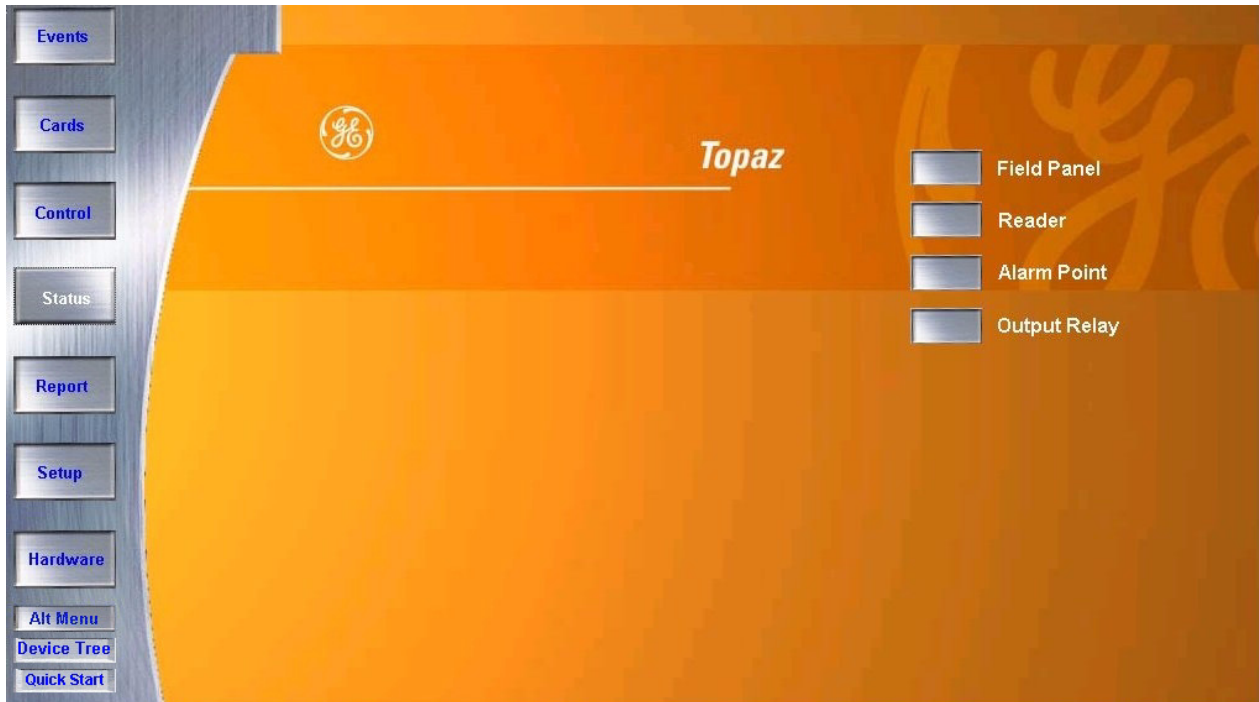 Events
Cards
Control
Status
Report
Setup
Hardware
Alt Menu
Device Tree
Quick Start
GE
Topaz
Field Panel
Reader
Alarm Point
Output Relay